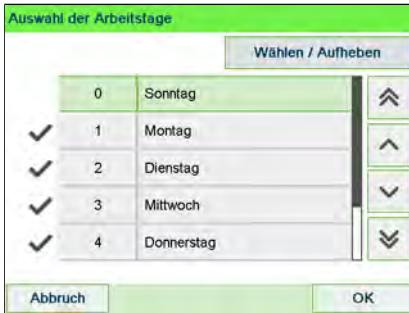 Auswahl der Arbeitstage
Wählen / Aufheben
0 Sonntag
1 Montag
2 Dienstag
3 Mittwoch
4 Donnerstag
Abbruch OK